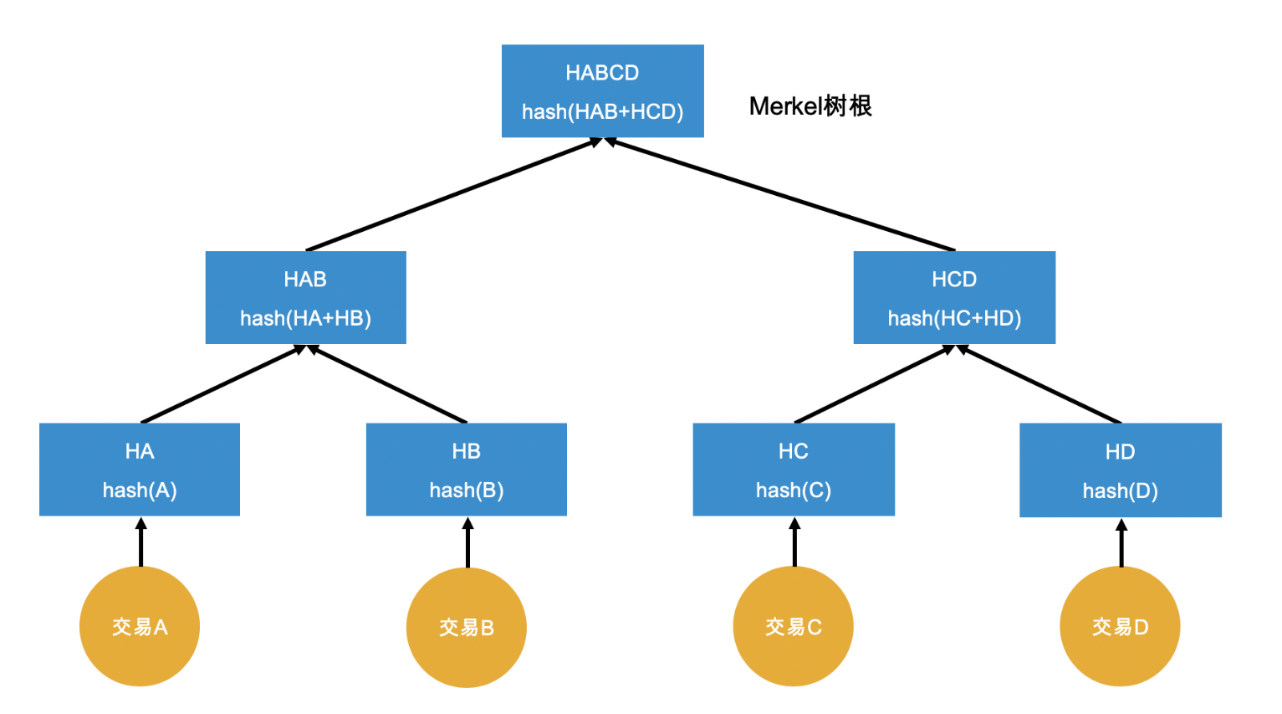 HABCD
hash(HAB+HCD)
Merkel树根
HAB
hash(HA+HB)
HCD
hash(HC+HD)
HA
hash(A)
HB
hash(B)
HC
hash(C)
HD
hash(D)
交易A
交易B
交易C
交易D